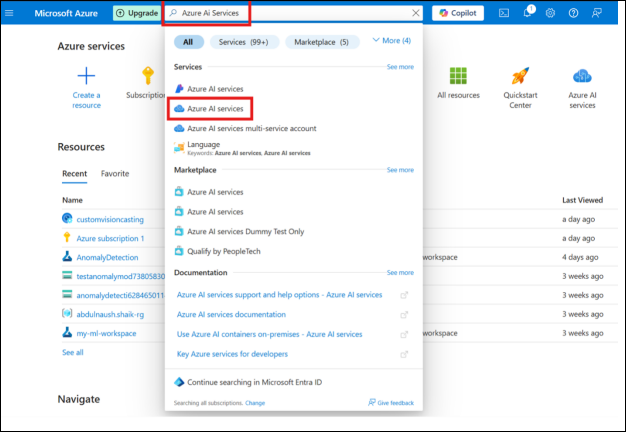 Microsoft Azure
Upgrade
Azure Ai Services
Copilot
1
All
Services (99+)
Marketplace (5)
More (4)
Azure services
Create a
resource
Subscriptio
All resources
Quickstart
Center
Azure AI
services
Services
See more
Azure AI services
Azure AI services
Azure AI services multi-service account
Language
Keywords: Azure AI services, Azure AI services
Marketplace
See more
Azure AI services
Azure AI services
Azure AI services Dummy Test Only
Qualify by PeopleTech
Documentation
See more
Azure AI services support and help options - Azure AI services
Azure AI services documentation
Use Azure AI containers on-premises - Azure AI services
Key Azure services for developers
Continue searching in Microsoft Entra ID
Searching all subscriptions. Change
Give feedback
Resources
Recent
Favorite
Name
Last Viewed
customvisioncasting
a day ago
Azure subscription 1
a day ago
AnomalyDetection
workspace
4 days ago
testanomalymod73805830
3 weeks ago
anomalydetecti628465011
3 weeks ago
abdulnaush.shaik-rg
3 weeks ago
my-ml-workspace
workspace
3 weeks ago
See all
Navigate